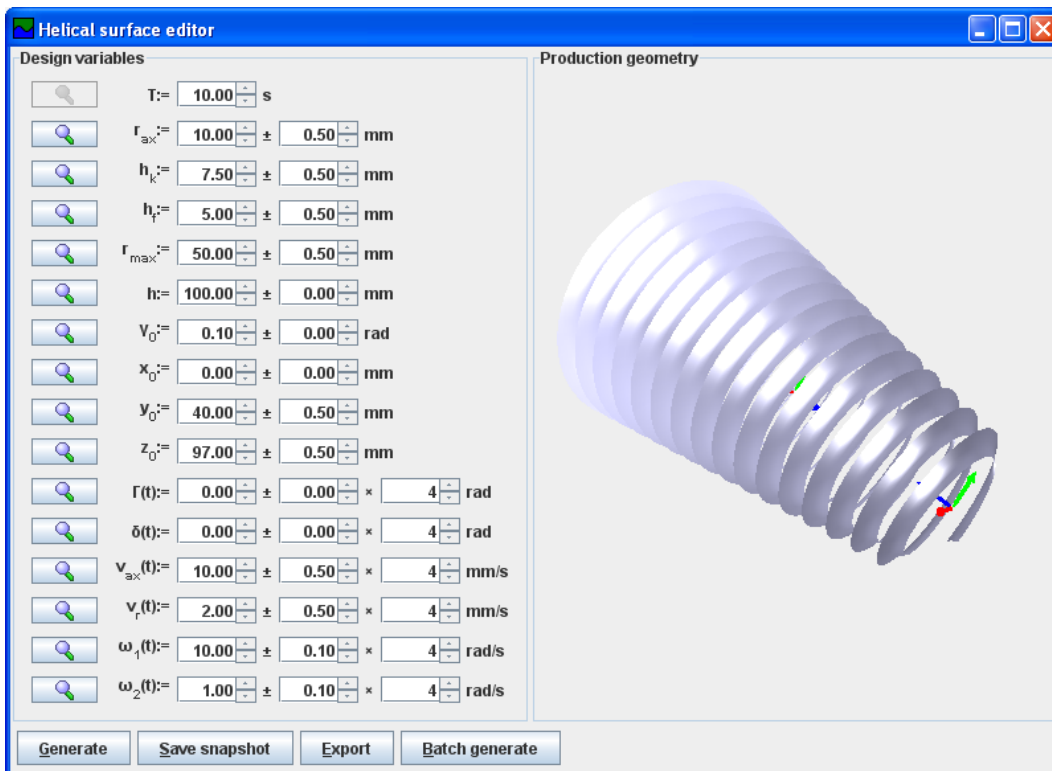 Helical surface editor
Design variables
Production geometry
T:= 10.00 s
r_ax:= 10.00 ± 0.50 mm
h_k:= 7.50 ± 0.50 mm
h_f:= 5.00 ± 0.50 mm
r_max:= 50.00 ± 0.50 mm
h:= 100.00 ± 0.00 mm
γ_0:= 0.10 ± 0.00 rad
x_0:= 0.00 ± 0.00 mm
y_0:= 40.00 ± 0.50 mm
z_0:= 97.00 ± 0.50 mm
Γ(t):= 0.00 ± 0.00 × 4 rad
δ(t):= 0.00 ± 0.00 × 4 rad
v_ax(t):= 10.00 ± 0.50 × 4 mm/s
v_r(t):= 2.00 ± 0.50 × 4 mm/s
ω_1(t):= 10.00 ± 0.10 × 4 rad/s
ω_2(t):= 1.00 ± 0.10 × 4 rad/s
Generate Save snapshot Export Batch generate